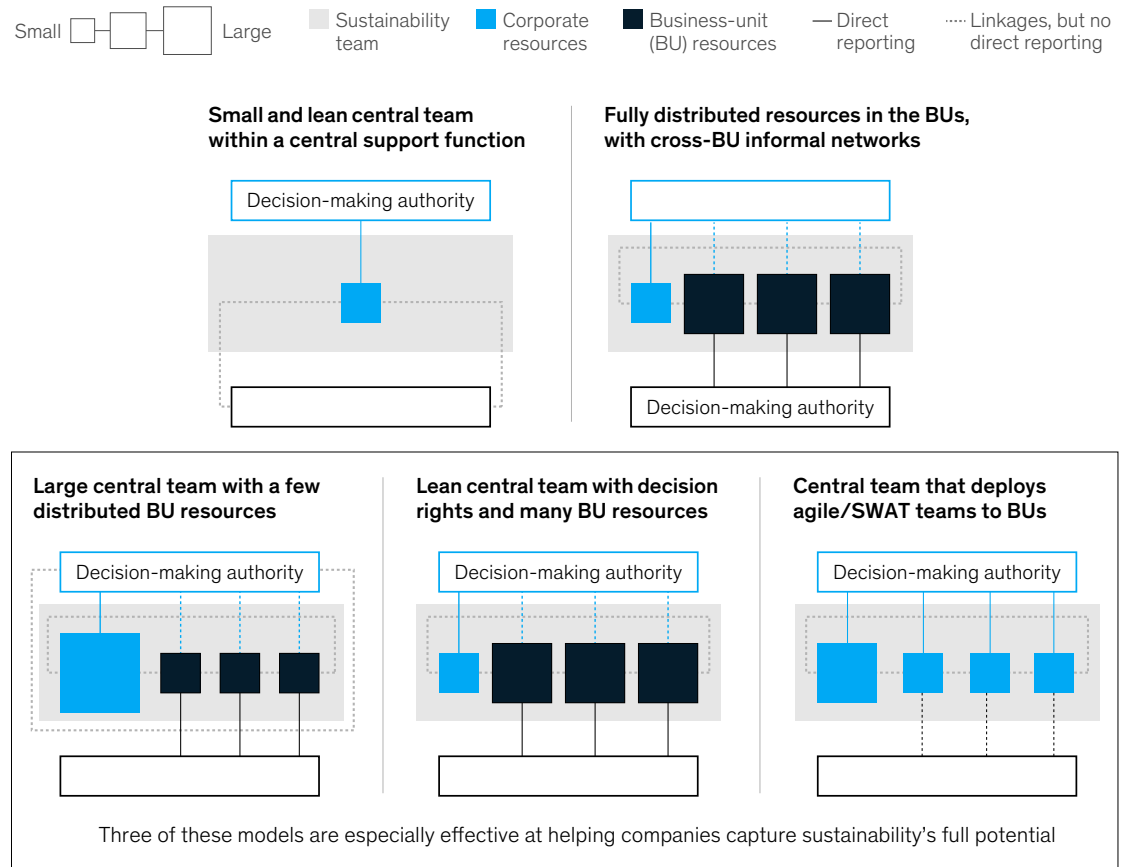 Small
Large
Sustainability
team
Corporate
resources
Business-unit
(BU) resources
Direct
reporting
Linkages, but no
direct reporting
Small and lean central team
within a central support function
Decision-making authority
Fully distributed resources in the BUs,
with cross-BU informal networks
Decision-making authority
Large central team with a few
distributed BU resources
Decision-making authority
Lean central team with decision
rights and many BU resources
Decision-making authority
Central team that deploys
agile/SWAT teams to BUs
Decision-making authority
Three of these models are especially effective at helping companies capture sustainability’s full potential